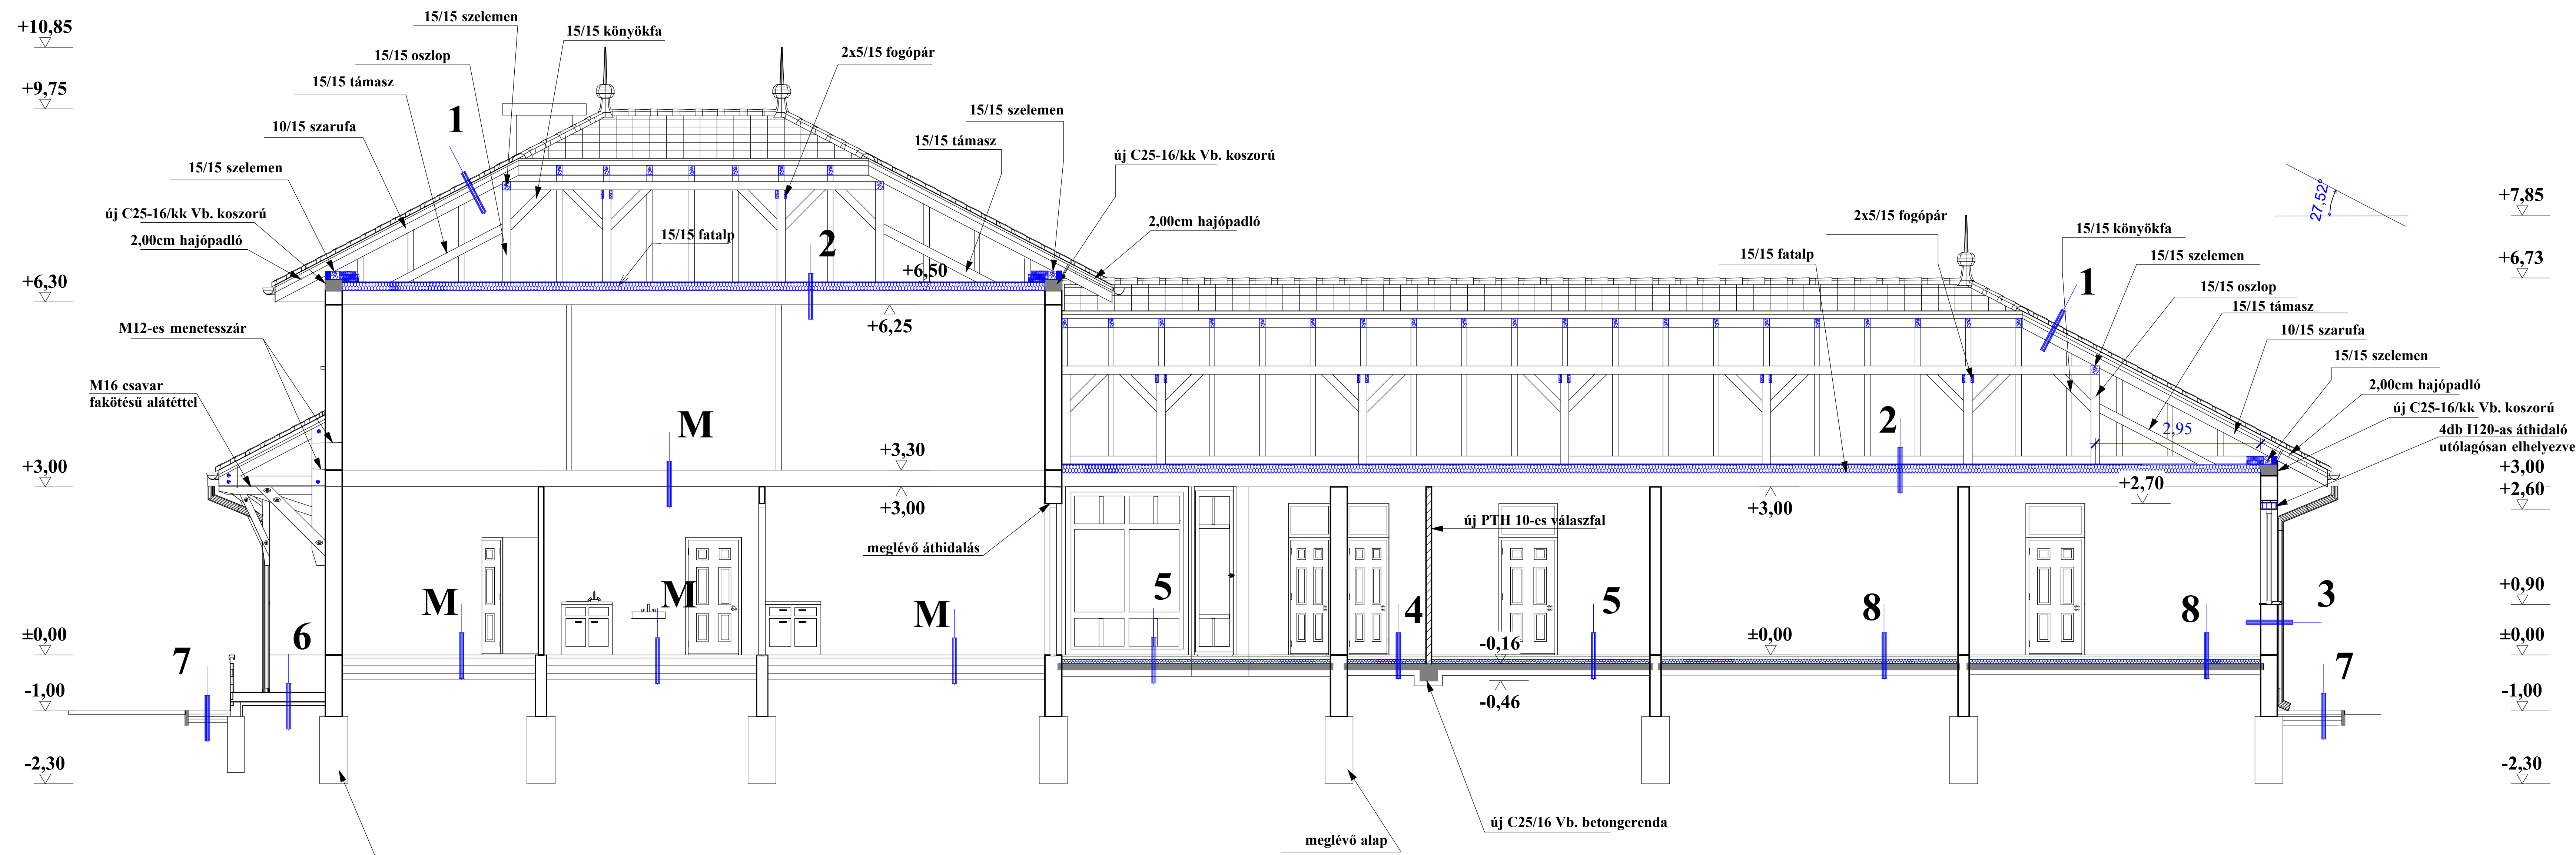 +10,85
+9,75
+6,30
+3,00
±0,00
-1,00
-2,30
15/15 szelemen
15/15 könyökfa
15/15 oszlop
2x5/15 fogópár
15/15 támasz
1
10/15 szarufa
15/15 szelemen
15/15 támasz
15/15 szelemen
új C25-16/kk Vb. koszorú
új C25-16/kk Vb. koszorú
2,00cm hajópadló
2,00cm hajópadló
15/15 fatalp
2
+6,50
+6,25
M12-es menetesszár
M16 csavar
fakötésű alátéttel
M
+3,30
+3,00
meglévő áthidalás
M
M
M
6
7
27,52°
+7,85
+6,73
2x5/15 fogópár
15/15 könyökfa
15/15 fatalp
15/15 szelemen
1
15/15 oszlop
15/15 támasz
10/15 szarufa
15/15 szelemen
2,00cm hajópadló
új C25-16/kk Vb. koszorú
2,95
2
4db I120-as áthidaló
utólagosan elhelyezve
+3,00
+2,70
+2,60
+3,00
új PTH 10-es válaszfal
5
4
5
8
8
3
+0,90
-0,16
±0,00
±0,00
7
-0,46
-1,00
-2,30
új C25/16 Vb. betongerenda
meglévő alap